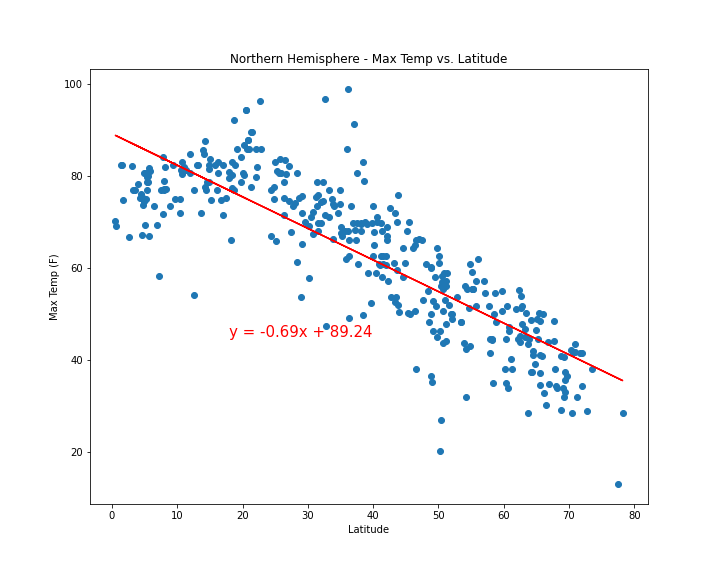 Northern Hemisphere - Max Temp vs. Latitude
100
80
60
40
20
Max Temp (F)
y = -0.69x + 89.24
0 10 20 30 40 50 60 70 80
Latitude